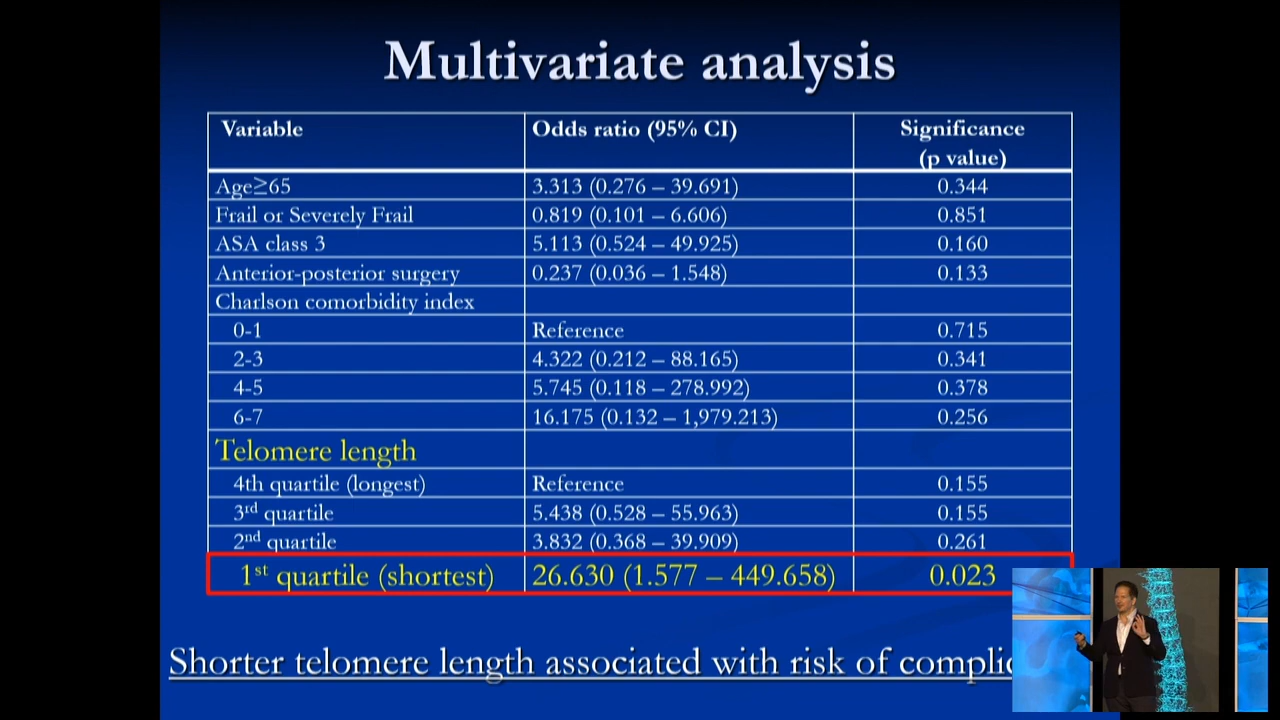 Multivariate analysis
Variable Odds ratio (95% CI) Significance
(p value)
Age≥65 3.313 (0.276 – 39.691) 0.344
Frail or Severely Frail 0.819 (0.101 – 6.606) 0.851
ASA class 3 5.113 (0.524 – 49.925) 0.160
Anterior-posterior surgery 0.237 (0.036 – 1.548) 0.133
Charlson comorbidity index
0-1 Reference 0.715
2-3 4.322 (0.212 – 88.165) 0.341
4-5 5.745 (0.118 – 278.992) 0.378
6-7 16.175 (0.132 – 1,979.213) 0.256
Telomere length
4th quartile (longest) Reference 0.155
3rd quartile 5.438 (0.528 – 55.963) 0.155
2nd quartile 3.832 (0.368 – 39.909) 0.261
1st quartile (shortest) 26.630 (1.577 – 449.658) 0.023
Shorter telomere length associated with risk of